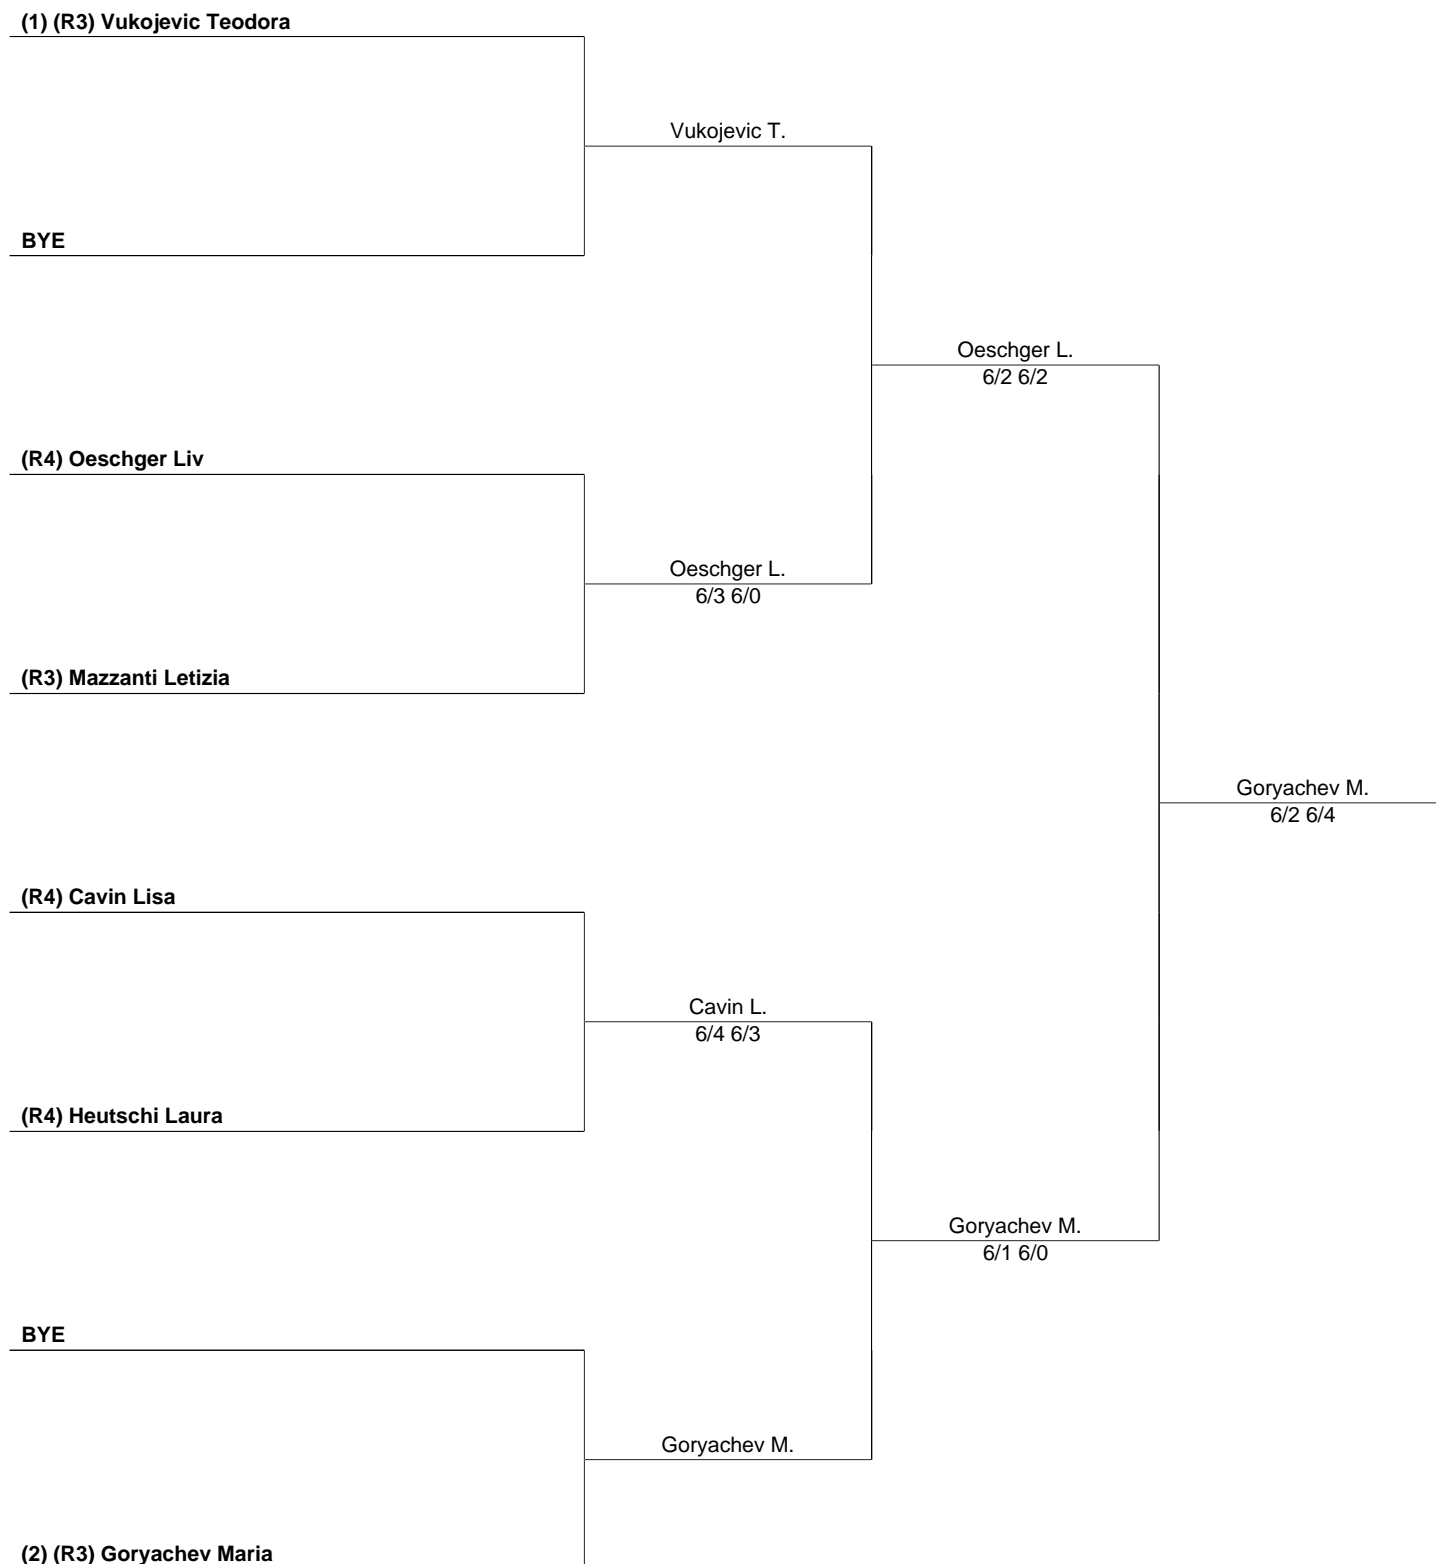 (1) (R3) Vukojevic Teodora
Vukojevic T.
BYE
Oeschger L.
6/2 6/2
(R4) Oeschger Liv
Oeschger L.
6/3 6/0
(R3) Mazzanti Letizia
Goryachev M.
6/2 6/4
(R4) Cavin Lisa
Cavin L.
6/4 6/3
(R4) Heutschi Laura
Goryachev M.
6/1 6/0
BYE
Goryachev M.
(2) (R3) Goryachev Maria